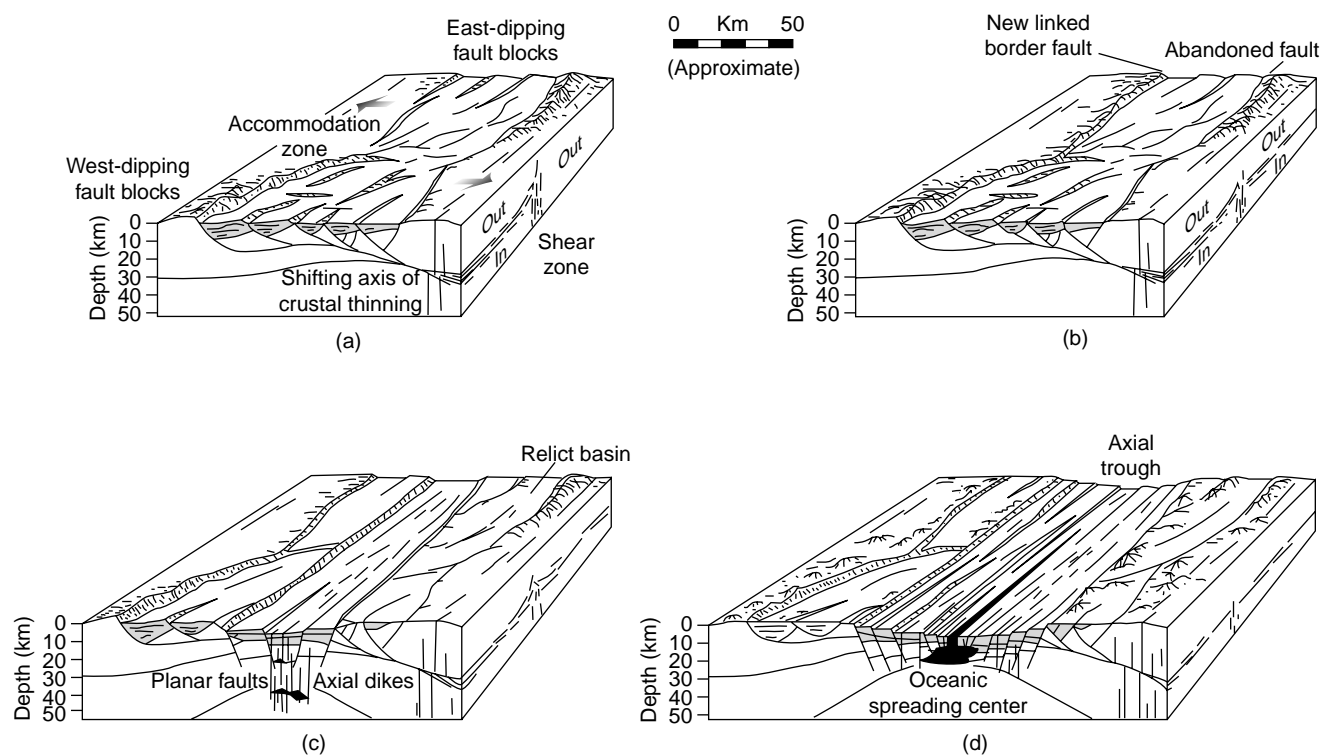 East-dipping
fault blocks
Accommodation
zone
West-dipping
fault blocks
Out
Out
In
Shear
zone
Shifting axis of
crustal thinning
0
10
20
30
40
50
Depth (km)
(a)
0 Km 50
(Approximate)
New linked
border fault
Abandoned fault
Out
In
Out
In
0
10
20
30
40
50
Depth (km)
(b)
Relict basin
0
10
20
30
40
50
Depth (km)
Planar faults
Axial dikes
(c)
Axial
trough
0
10
20
30
40
50
Depth (km)
Oceanic
spreading center
(d)